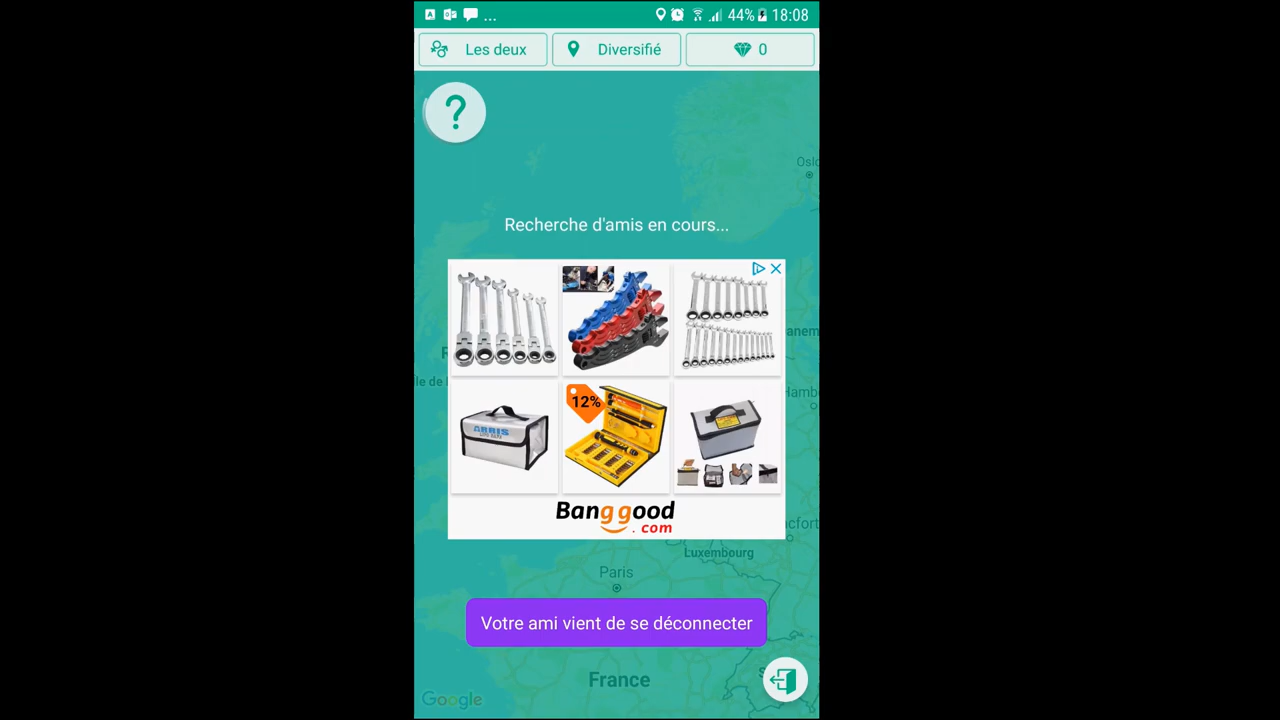 A
...
44%
18:08
Les deux
Diversifié
0
?
Oslo
Recherche d'amis en cours...
12%
ARRIS
Banggood
.com
Luxembourg
Paris
Votre ami vient de se déconnecter
France
Google